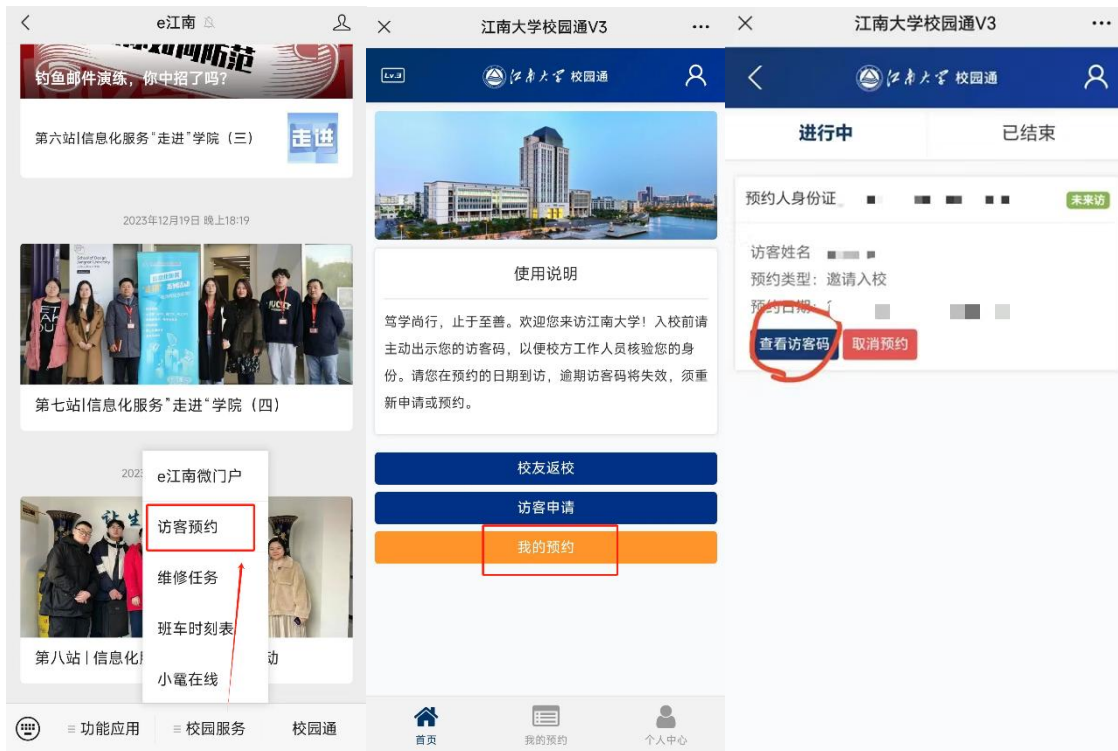 e江南
钓鱼邮件演练，你中招了吗？
第六站|信息化服务“走进”学院（三）
走进
2023年12月19日 晚上18:19
第七站|信息化服务”走进“学院（四）
e江南微门户
访客预约
维修任务
班车时刻表
小鼋在线
功能应用
校园服务
校园通
江南大学校园通V3
Lv.3
江南大学 校园通
使用说明
笃学尚行，止于至善。欢迎您来访江南大学！入校前请
主动出示您的访客码，以便校方工作人员核验您的身
份。请您在预约的日期到访，逾期访客码将失效，须重
新申请或预约。
校友返校
访客申请
我的预约
首页
我的预约
个人中心
江南大学校园通V3
江南大学 校园通
进行中
已结束
预约人身份证
未来访
访客姓名
预约类型：邀请入校
预约日期：
查看访客码
取消预约